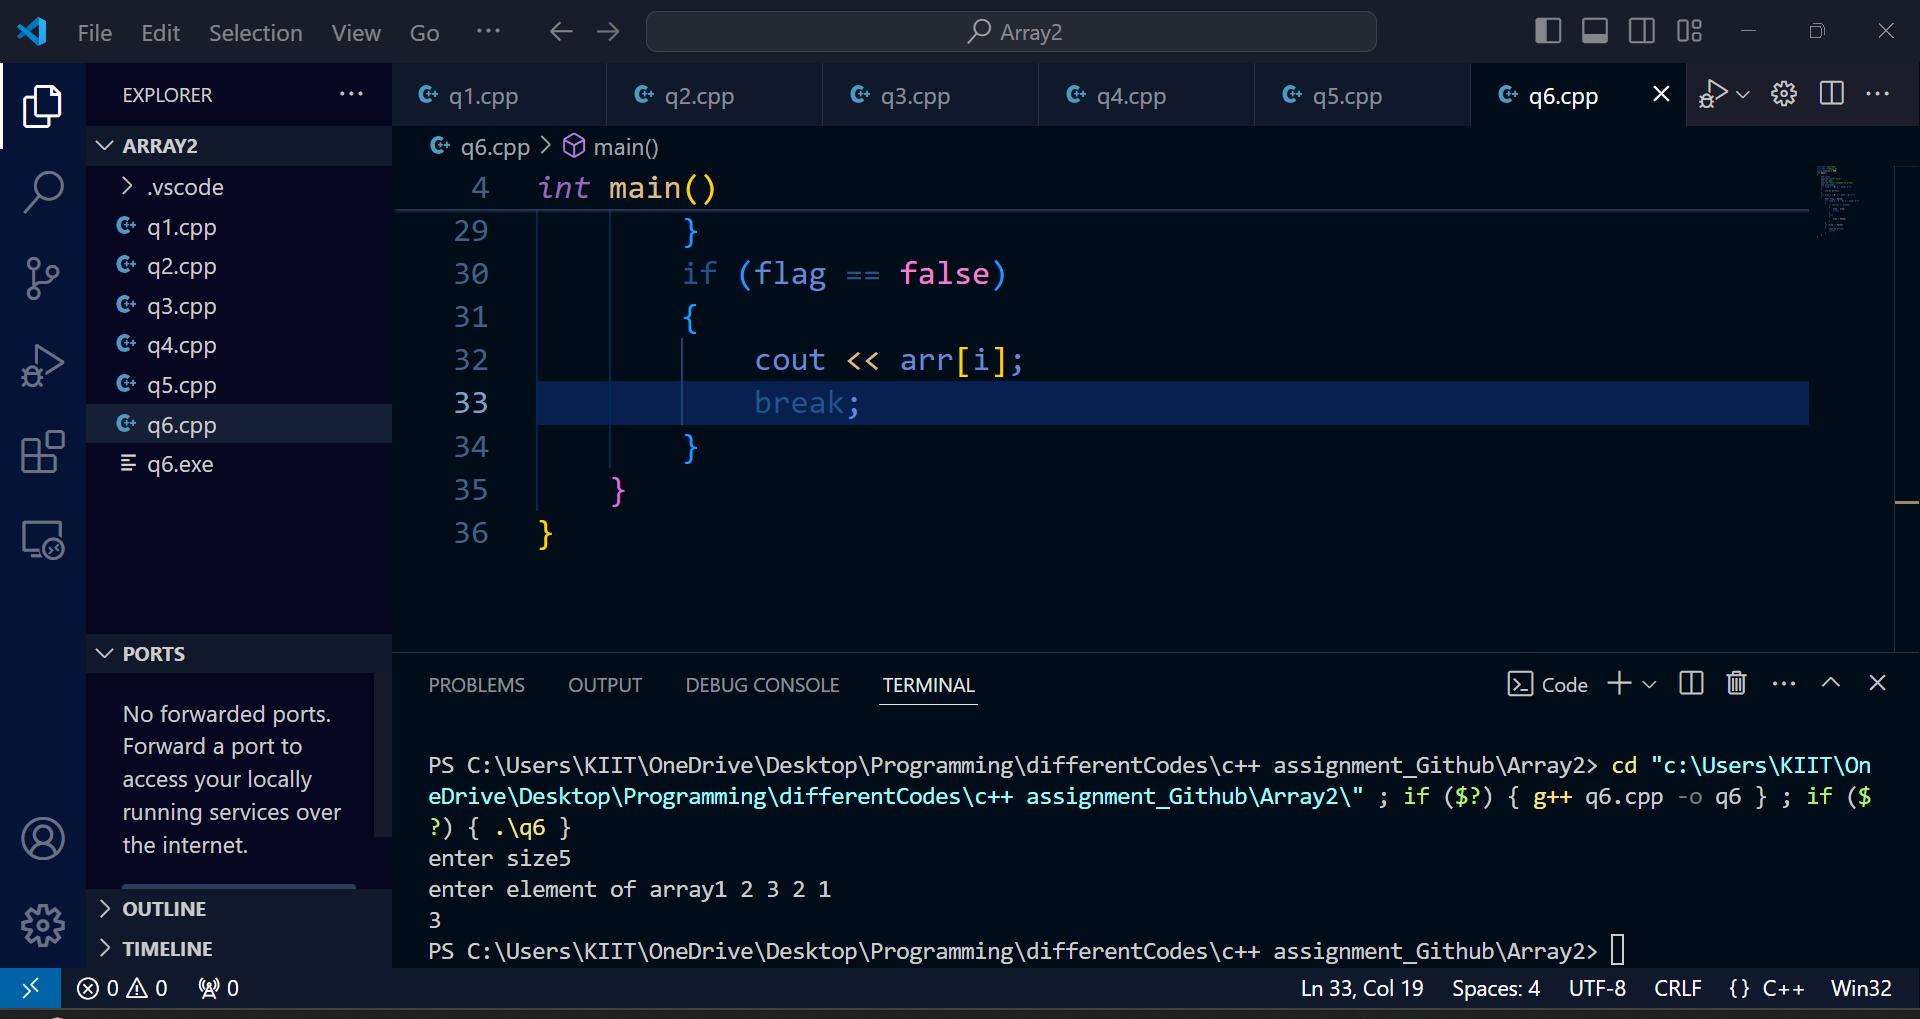 File Edit Selection View Go ··· Array2
EXPLORER ···
ARRAY2
.vscode
q1.cpp
q2.cpp
q3.cpp
q4.cpp
q5.cpp
q6.cpp
q6.exe
PORTS
No forwarded ports.
Forward a port to
access your locally
running services over
the internet.
OUTLINE
TIMELINE
q1.cpp q2.cpp q3.cpp q4.cpp q5.cpp q6.cpp
q6.cpp > main()
4 int main()
29 }
30 if (flag == false)
31 {
32 cout << arr[i];
33 break;
34 }
35 }
36 }
PROBLEMS OUTPUT DEBUG CONSOLE TERMINAL Code
PS C:\Users\KIIT\OneDrive\Desktop\Programming\differentCodes\c++ assignment_Github\Array2> cd "c:\Users\KIIT\On
eDrive\Desktop\Programming\differentCodes\c++ assignment_Github\Array2\" ; if ($?) { g++ q6.cpp -o q6 } ; if ($
?) { .\q6 }
enter size5
enter element of array1 2 3 2 1
3
PS C:\Users\KIIT\OneDrive\Desktop\Programming\differentCodes\c++ assignment_Github\Array2>
0 0 0 Ln 33, Col 19 Spaces: 4 UTF-8 CRLF {} C++ Win32